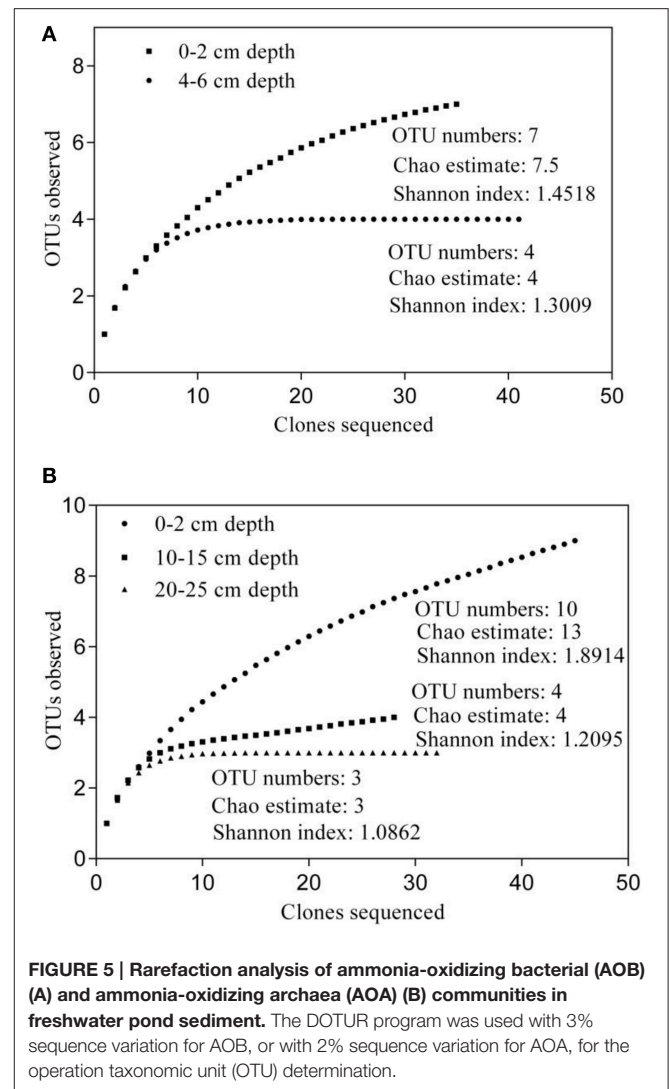 A
0-2 cm depth
4-6 cm depth
8
6
4
2
0
OTUs observed
OTU numbers: 7
Chao estimate: 7.5
Shannon index: 1.4518
OTU numbers: 4
Chao estimate: 4
Shannon index: 1.3009
0 10 20 30 40 50
Clones sequenced
B
10
0-2 cm depth
10-15 cm depth
20-25 cm depth
8
6
4
2
0
OTUs observed
OTU numbers: 10
Chao estimate: 13
Shannon index: 1.8914
OTU numbers: 4
Chao estimate: 4
Shannon index: 1.2095
OTU numbers: 3
Chao estimate: 3
Shannon index: 1.0862
0 10 20 30 40 50
Clones sequenced
FIGURE 5 | Rarefaction analysis of ammonia-oxidizing bacterial (AOB)
(A) and ammonia-oxidizing archaea (AOA) (B) communities in
freshwater pond sediment. The DOTUR program was used with 3%
sequence variation for AOB, or with 2% sequence variation for AOA, for the
operation taxonomic unit (OTU) determination.